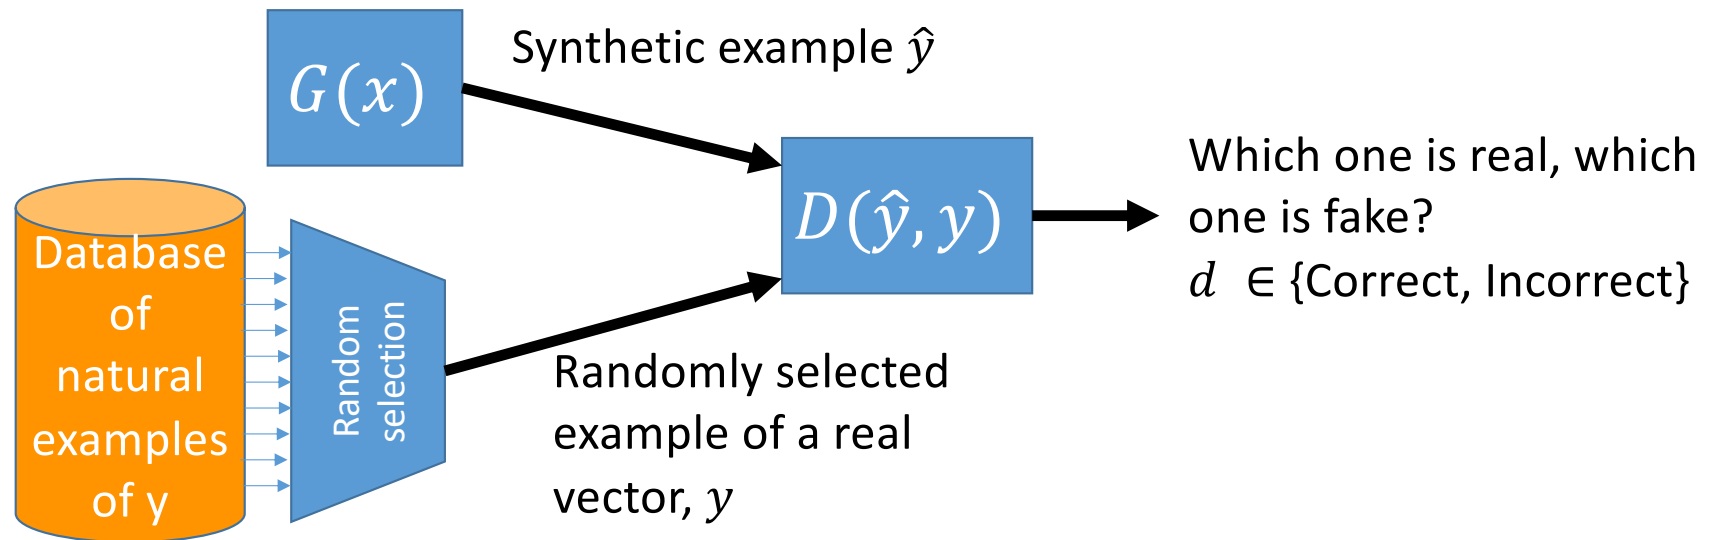 G(x)
Synthetic example ŷ
Database
of
natural
examples
of y
Random
selection
D(ŷ, y)
Randomly selected
example of a real
vector, y
Which one is real, which
one is fake?
d ∈ {Correct, Incorrect}